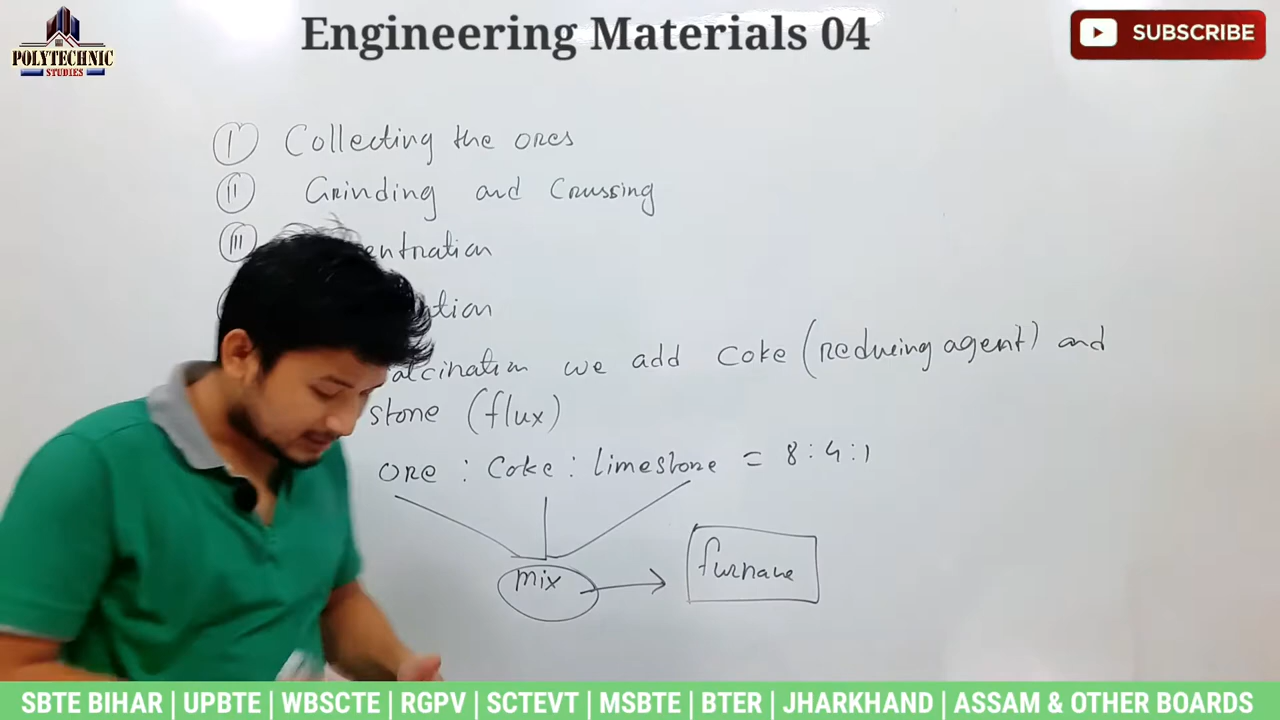 POLYTECHNIC
STUDIES
Engineering Materials 04
SUBSCRIBE
I Collecting the ores
II Grinding and Crussing
III entration
tion
alcination we add Coke (reducing agent) and
stone (flux)
ore : Coke : limestone = 8 : 4 : 1
mix
furnace
SBTE BIHAR | UPBTE | WBSCTE | RGPV | SCTEVT | MSBTE | BTER | JHARKHAND | ASSAM & OTHER BOARDS